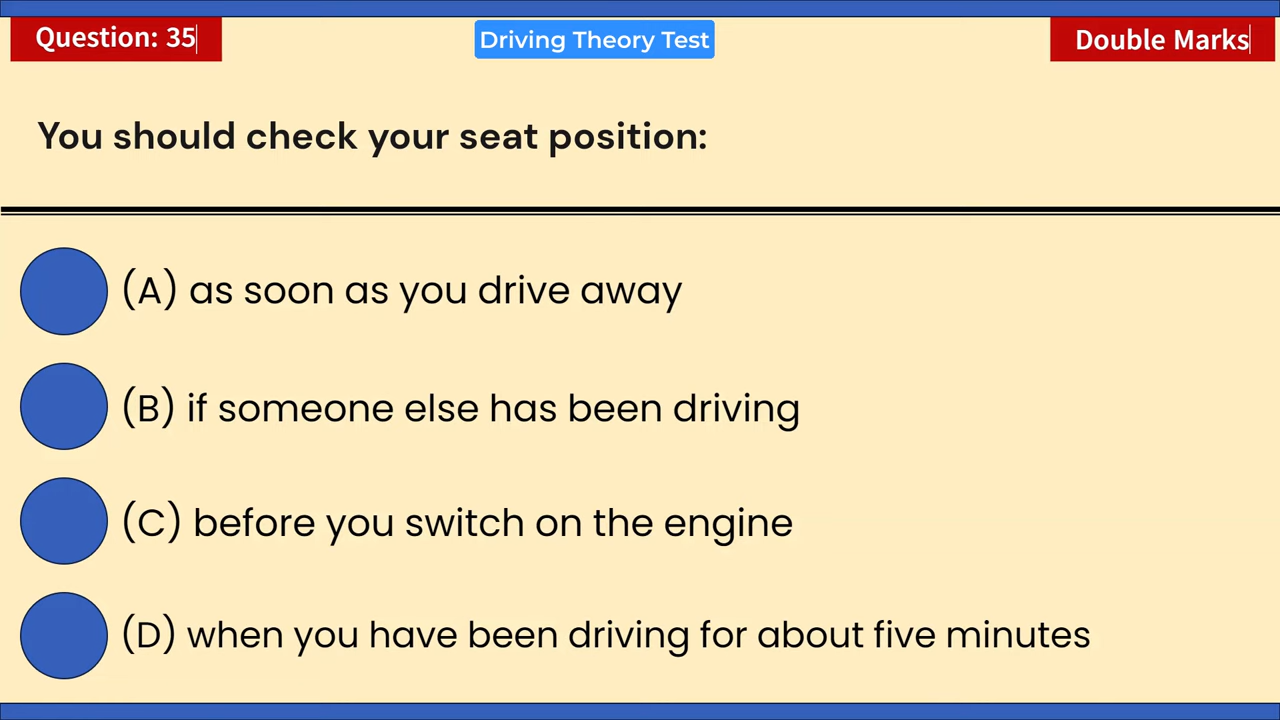 Question: 35
Driving Theory Test
Double Marks
You should check your seat position:
(A) as soon as you drive away
(B) if someone else has been driving
(C) before you switch on the engine
(D) when you have been driving for about five minutes